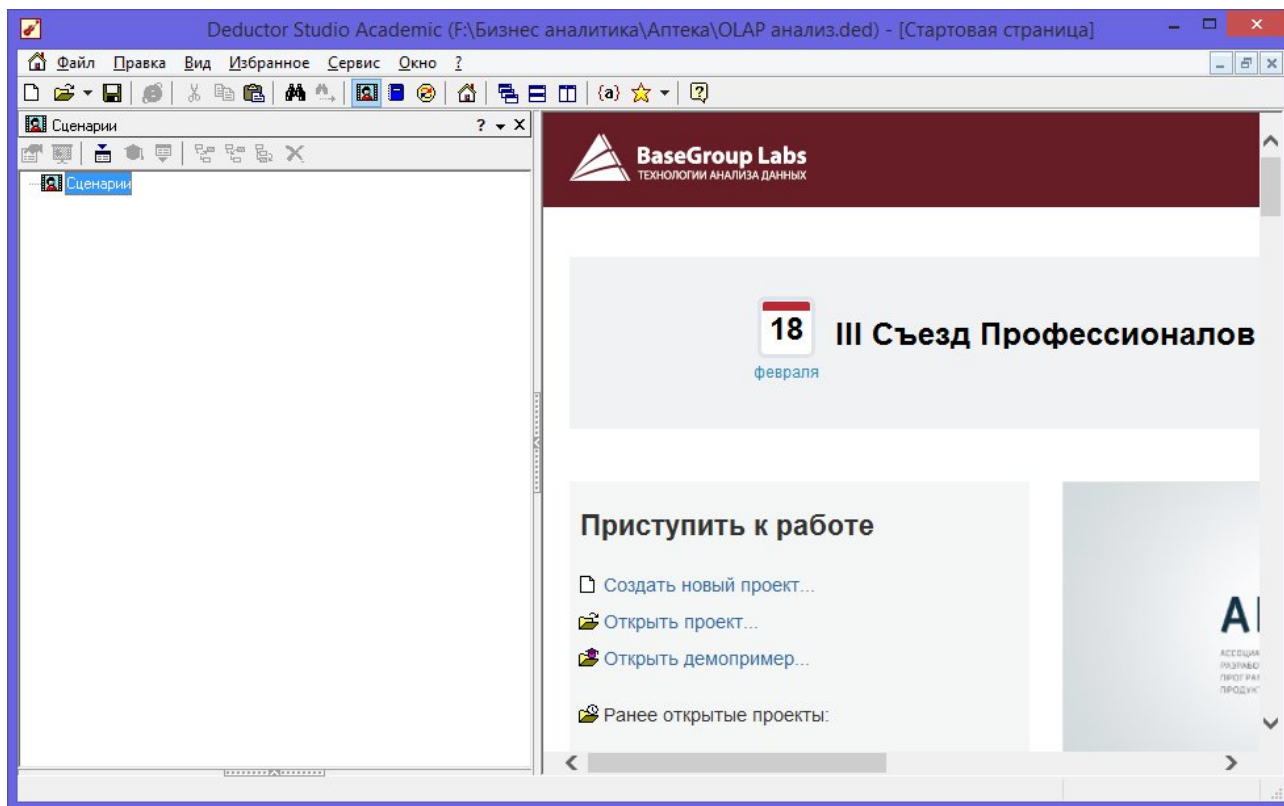 Deductor Studio Academic (F:\Бизнес аналитика\Аптека\OLAP анализ.ded) - [Стартовая страница]
Файл Правка Вид Избранное Сервис Окно ?
{a}
Сценарии
Сценарии
BaseGroup Labs
ТЕХНОЛОГИИ АНАЛИЗА ДАННЫХ
18
февраля
III Съезд Профессионалов
Приступить к работе
Создать новый проект...
Открыть проект...
Открыть демопример...
Ранее открытые проекты: